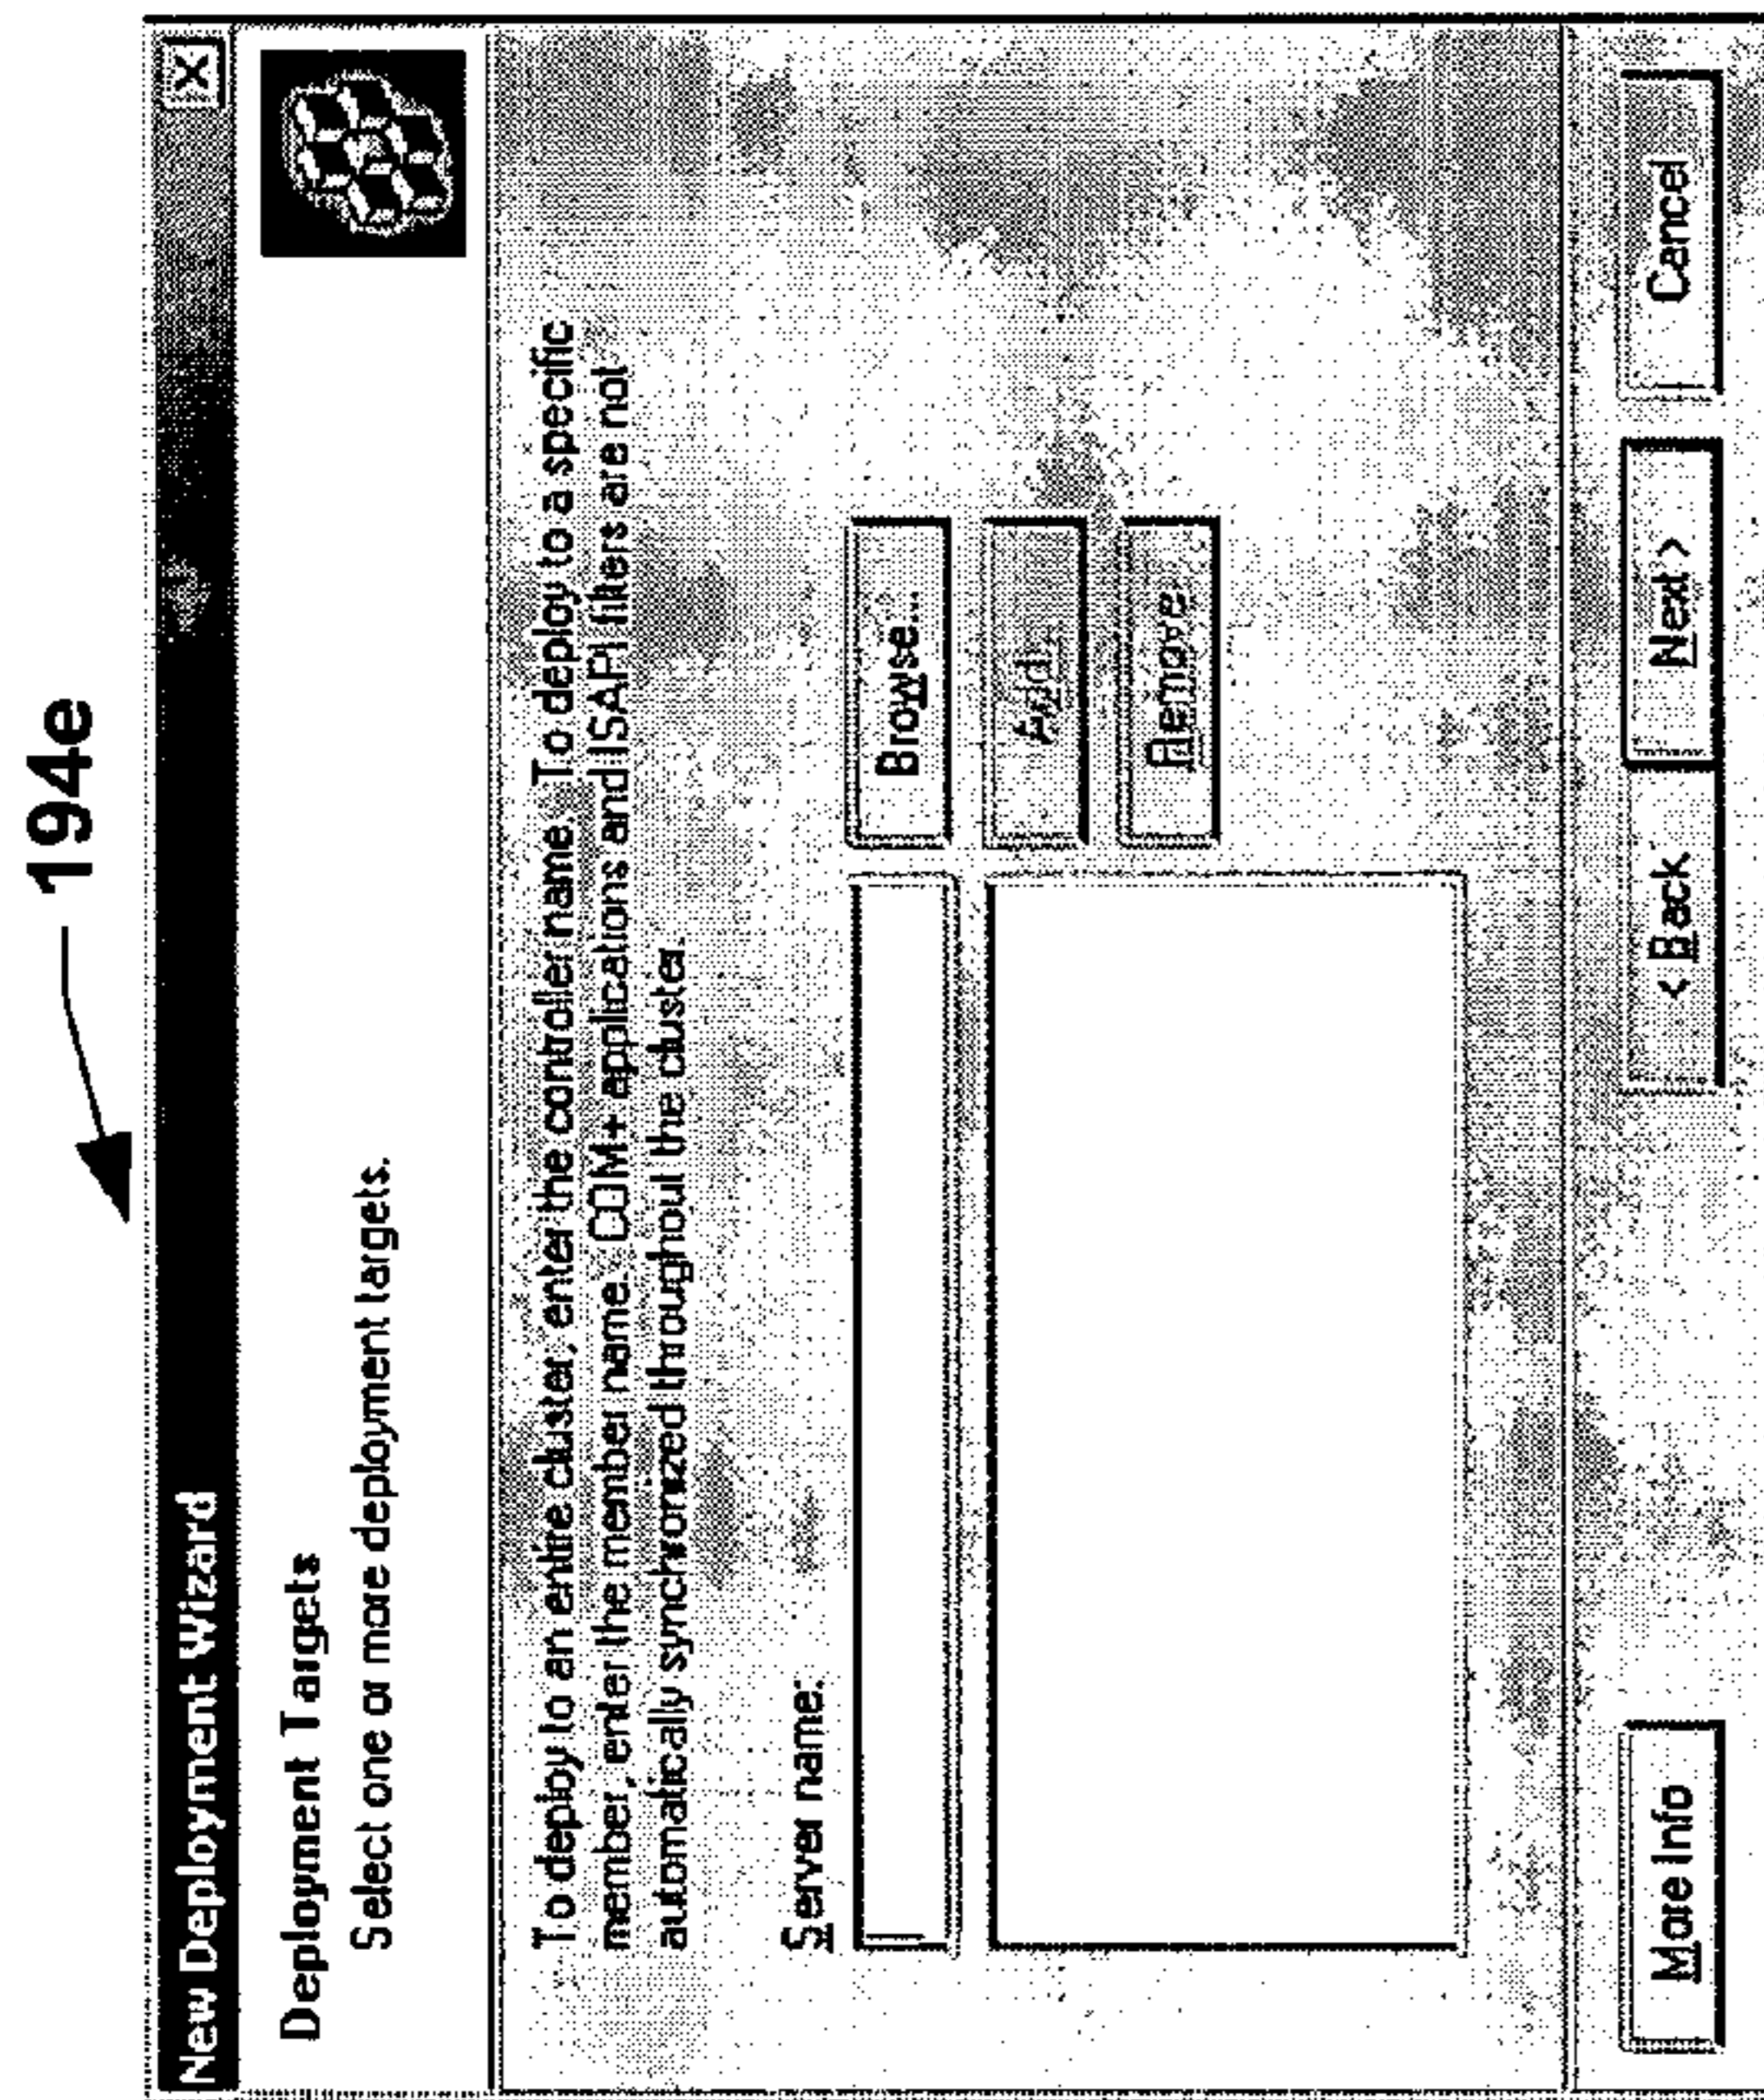 194e
New Deployment Wizard
Deployment Targets
Select one or more deployment targets.
To deploy to an entire cluster, enter the controller name. To deploy to a specific
member, enter the member name. COM+ applications and ISAPI filters are not
automatically synchronized throughout the cluster.
Server name:
Browse...
Add
Remove
More Info
< Back
Next >
Cancel